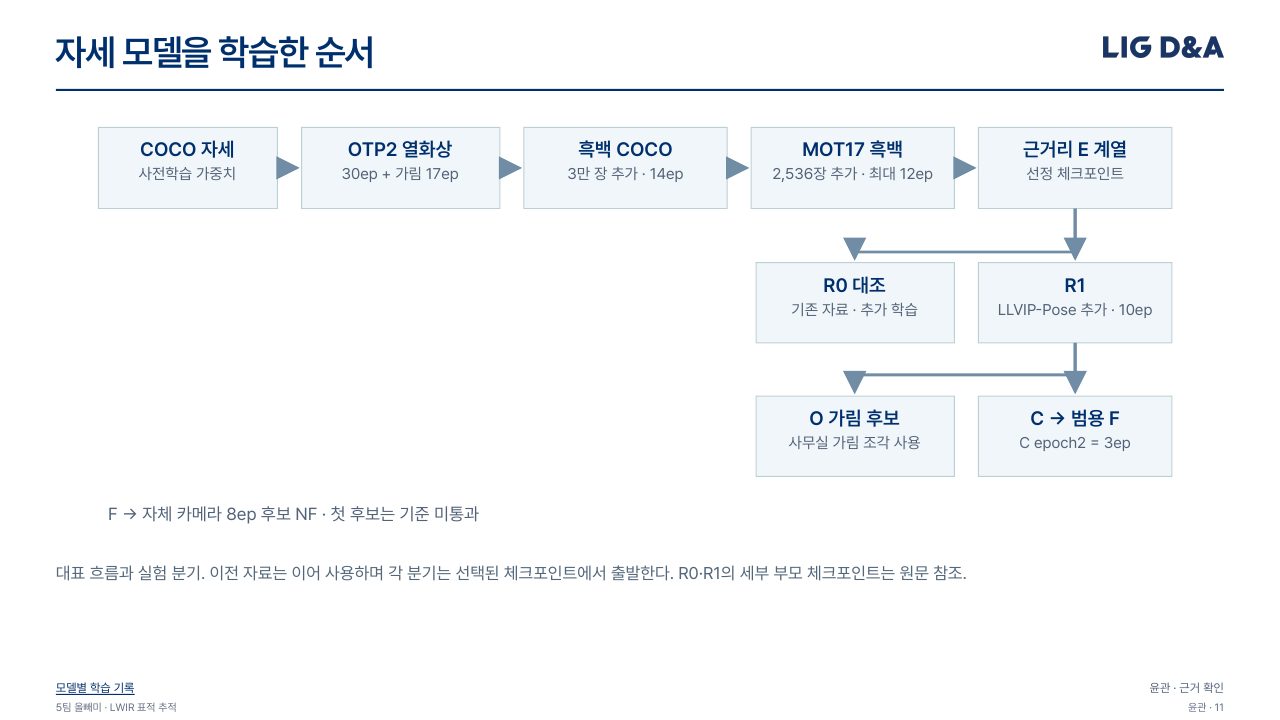 자세 모델을 학습한 순서
LIG D&A
COCO 자세
사전학습 가중치
OTP2 열화상
30ep + 가림 17ep
흑백 COCO
3만 장 추가 · 14ep
MOT17 흑백
2,536장 추가 · 최대 12ep
근거리 E 계열
선정 체크포인트
R0 대조
기존 자료 · 추가 학습
R1
LLVIP-Pose 추가 · 10ep
O 가림 후보
사무실 가림 조각 사용
C → 범용 F
C epoch2 = 3ep
F → 자체 카메라 8ep 후보 NF · 첫 후보는 기준 미통과
대표 흐름과 실험 분기. 이전 자료는 이어 사용하며 각 분기는 선택된 체크포인트에서 출발한다. R0·R1의 세부 부모 체크포인트는 원문 참조.
모델별 학습 기록
5팀 올빼미 · LWIR 표적 추적
윤관 · 근거 확인
윤관 · 11